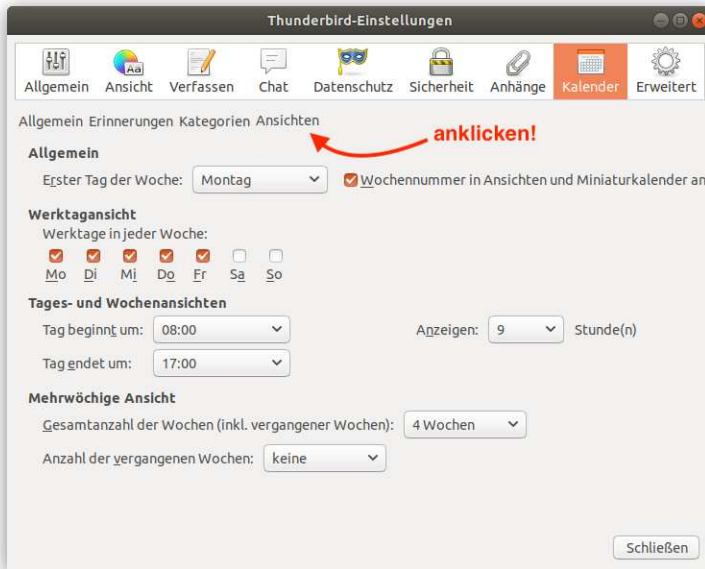 Thunderbird-Einstellungen
Aa
Allgemein Ansicht Verfassen Chat Datenschutz Sicherheit Anhänge Kalender Erweitert
Allgemein Erinnerungen Kategorien Ansichten
anklicken!
Allgemein
Erster Tag der Woche: Montag Wochennummer in Ansichten und Miniaturkalender an
Werktagansicht
Werktage in jeder Woche:
Mo Di Mi Do Fr Sa So
Tages- und Wochenansichten
Tag beginnt um: 08:00 Anzeigen: 9 Stunde(n)
Tag endet um: 17:00
Mehrwöchige Ansicht
Gesamtanzahl der Wochen (inkl. vergangener Wochen): 4 Wochen
Anzahl der vergangenen Wochen: keine
Schließen